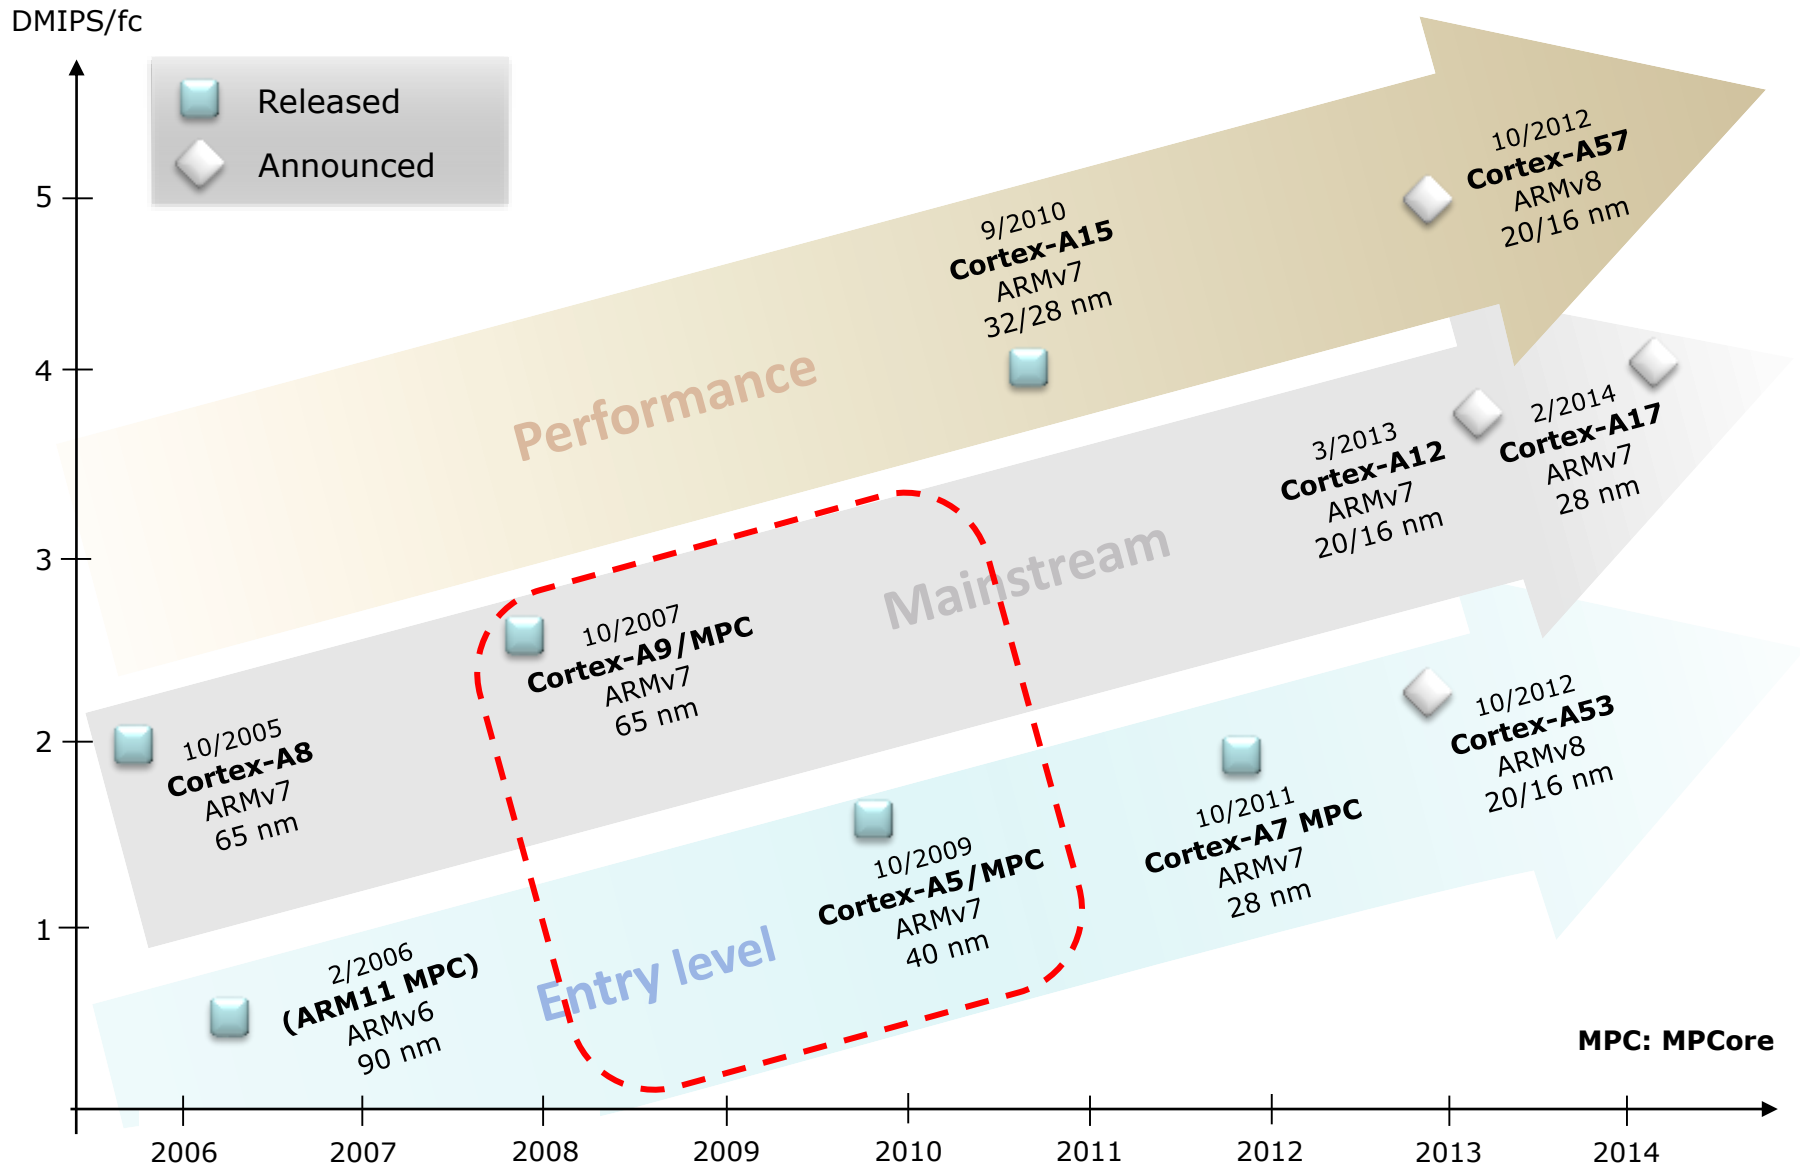 DMIPS/fc
Released
Announced
5
4
3
2
1
Performance
Mainstream
Entry level
10/2012
Cortex-A57
ARMv8
20/16 nm
9/2010
Cortex-A15
ARMv7
32/28 nm
2/2014
Cortex-A17
ARMv7
28 nm
3/2013
Cortex-A12
ARMv7
20/16 nm
10/2007
Cortex-A9/MPC
ARMv7
65 nm
10/2005
Cortex-A8
ARMv7
65 nm
10/2012
Cortex-A53
ARMv8
20/16 nm
10/2011
Cortex-A7 MPC
ARMv7
28 nm
10/2009
Cortex-A5/MPC
ARMv7
40 nm
2/2006
(ARM11 MPC)
ARMv6
90 nm
MPC: MPCore
2006 2007 2008 2009 2010 2011 2012 2013 2014